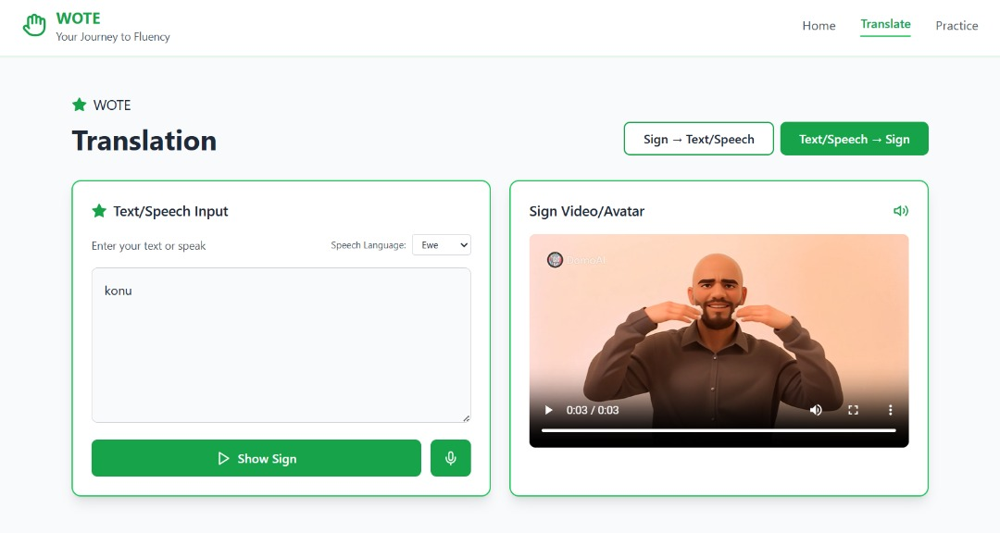 WOTE
Your Journey to Fluency
Home
Translate
Practice
WOTE
Translation
Sign → Text/Speech
Text/Speech → Sign
Text/Speech Input
Enter your text or speak
Speech Language:
Ewe
konu
Show Sign
Sign Video/Avatar
0:03 / 0:03